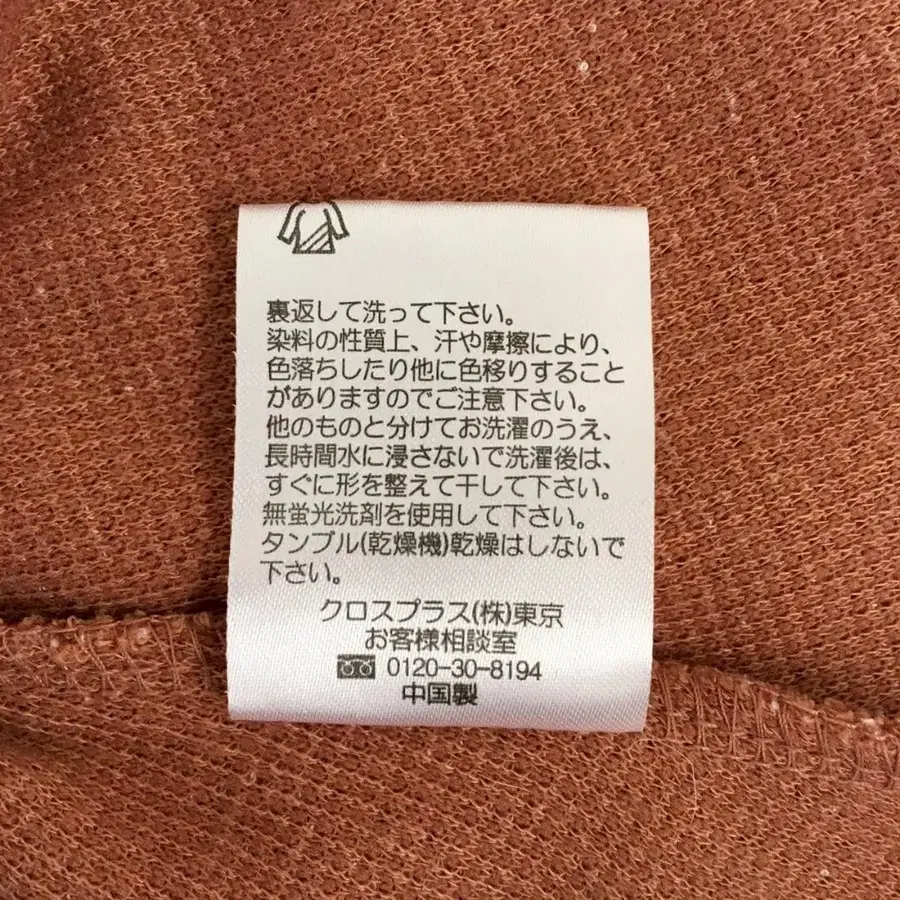 裏返して洗って下さい。
染料の性質上、汗や摩擦により、
色落ちしたり他に色移りすること
がありますのでご注意下さい。
他のものと分けてお洗濯のうえ、
長時間水に浸さないで洗濯後は、
すぐに形を整えて干して下さい。
無蛍光洗剤を使用して下さい。
タンブル(乾燥機)乾燥はしないで
下さい。
クロスプラス(株)東京
お客様相談室
0120-30-8194
中国製